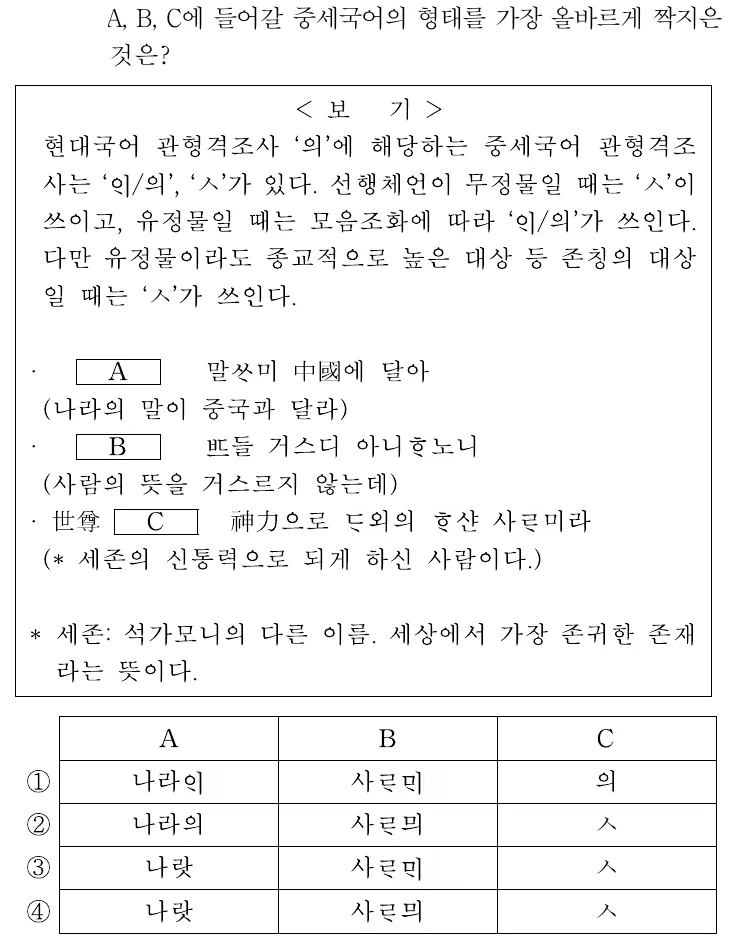 A, B, C에 들어갈 중세국어의 형태를 가장 올바르게 짝지은
것은?
< 보 기 >
현대국어 관형격조사 ‘의’에 해당하는 중세국어 관형격조
사는 ‘ᄋᆡ/의’, ‘ㅅ’가 있다. 선행체언이 무정물일 때는 ‘ㅅ’이
쓰이고, 유정물일 때는 모음조화에 따라 ‘ᄋᆡ/의’가 쓰인다.
다만 유정물이라도 종교적으로 높은 대상 등 존칭의 대상
일 때는 ‘ㅅ’가 쓰인다.
· A 말ᄊᆞ미 中國에 달아
(나라의 말이 중국과 달라)
· B ᄠᅳ들 거스디 아니ᄒᆞ노니
(사람의 뜻을 거스르지 않는데)
· 世尊 C 神力으로 ᄃᆞ외의 ᄒᆞ샨 사ᄅᆞ미라
(* 세존의 신통력으로 되게 하신 사람이다.)
* 세존: 석가모니의 다른 이름. 세상에서 가장 존귀한 존재
라는 뜻이다.
A B C
① 나라ᄋᆡ 사ᄅᆞᄆᆡ 의
② 나라의 사ᄅᆞ믜 ㅅ
③ 나랏 사ᄅᆞᄆᆡ ㅅ
④ 나랏 사ᄅᆞ믜 ㅅ